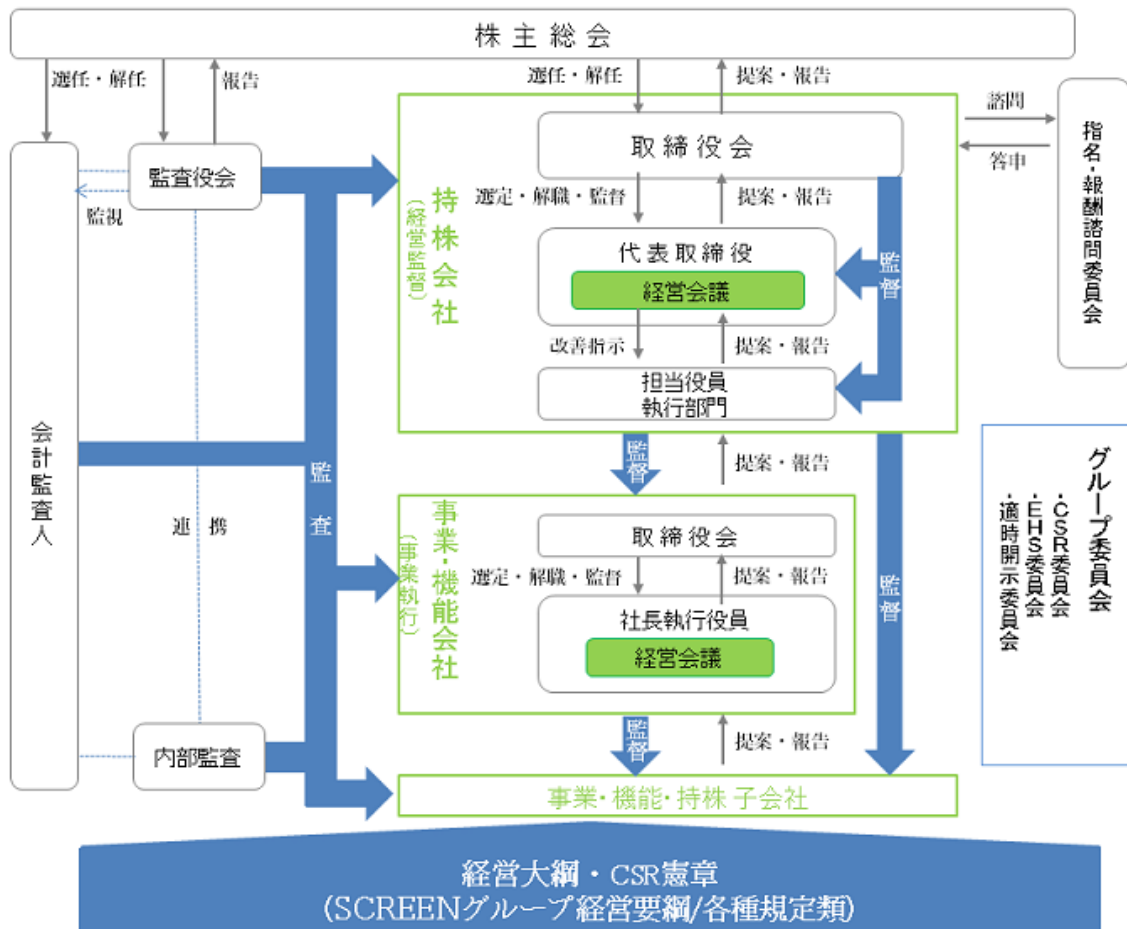 株主総会
選任・解任
報告
選任・解任
提案・報告
諮問
答申
指名・報酬諮問委員会
監査役会
監視
会計監査人
連携
内部監査
監査
持株会社
(経営監督)
取締役会
選定・解職・監督
提案・報告
代表取締役
経営会議
監督
改善指示
提案・報告
担当役員
執行部門
監督
提案・報告
監督
事業・機能会社
(事業執行)
取締役会
選定・解職・監督
提案・報告
社長執行役員
経営会議
監督
提案・報告
事業・機能・持株 子会社
グループ委員会
・CSR委員会
・EHS委員会
・適時開示委員会
経営大綱・CSR憲章
(SCREENグループ経営要綱/各種規定類)